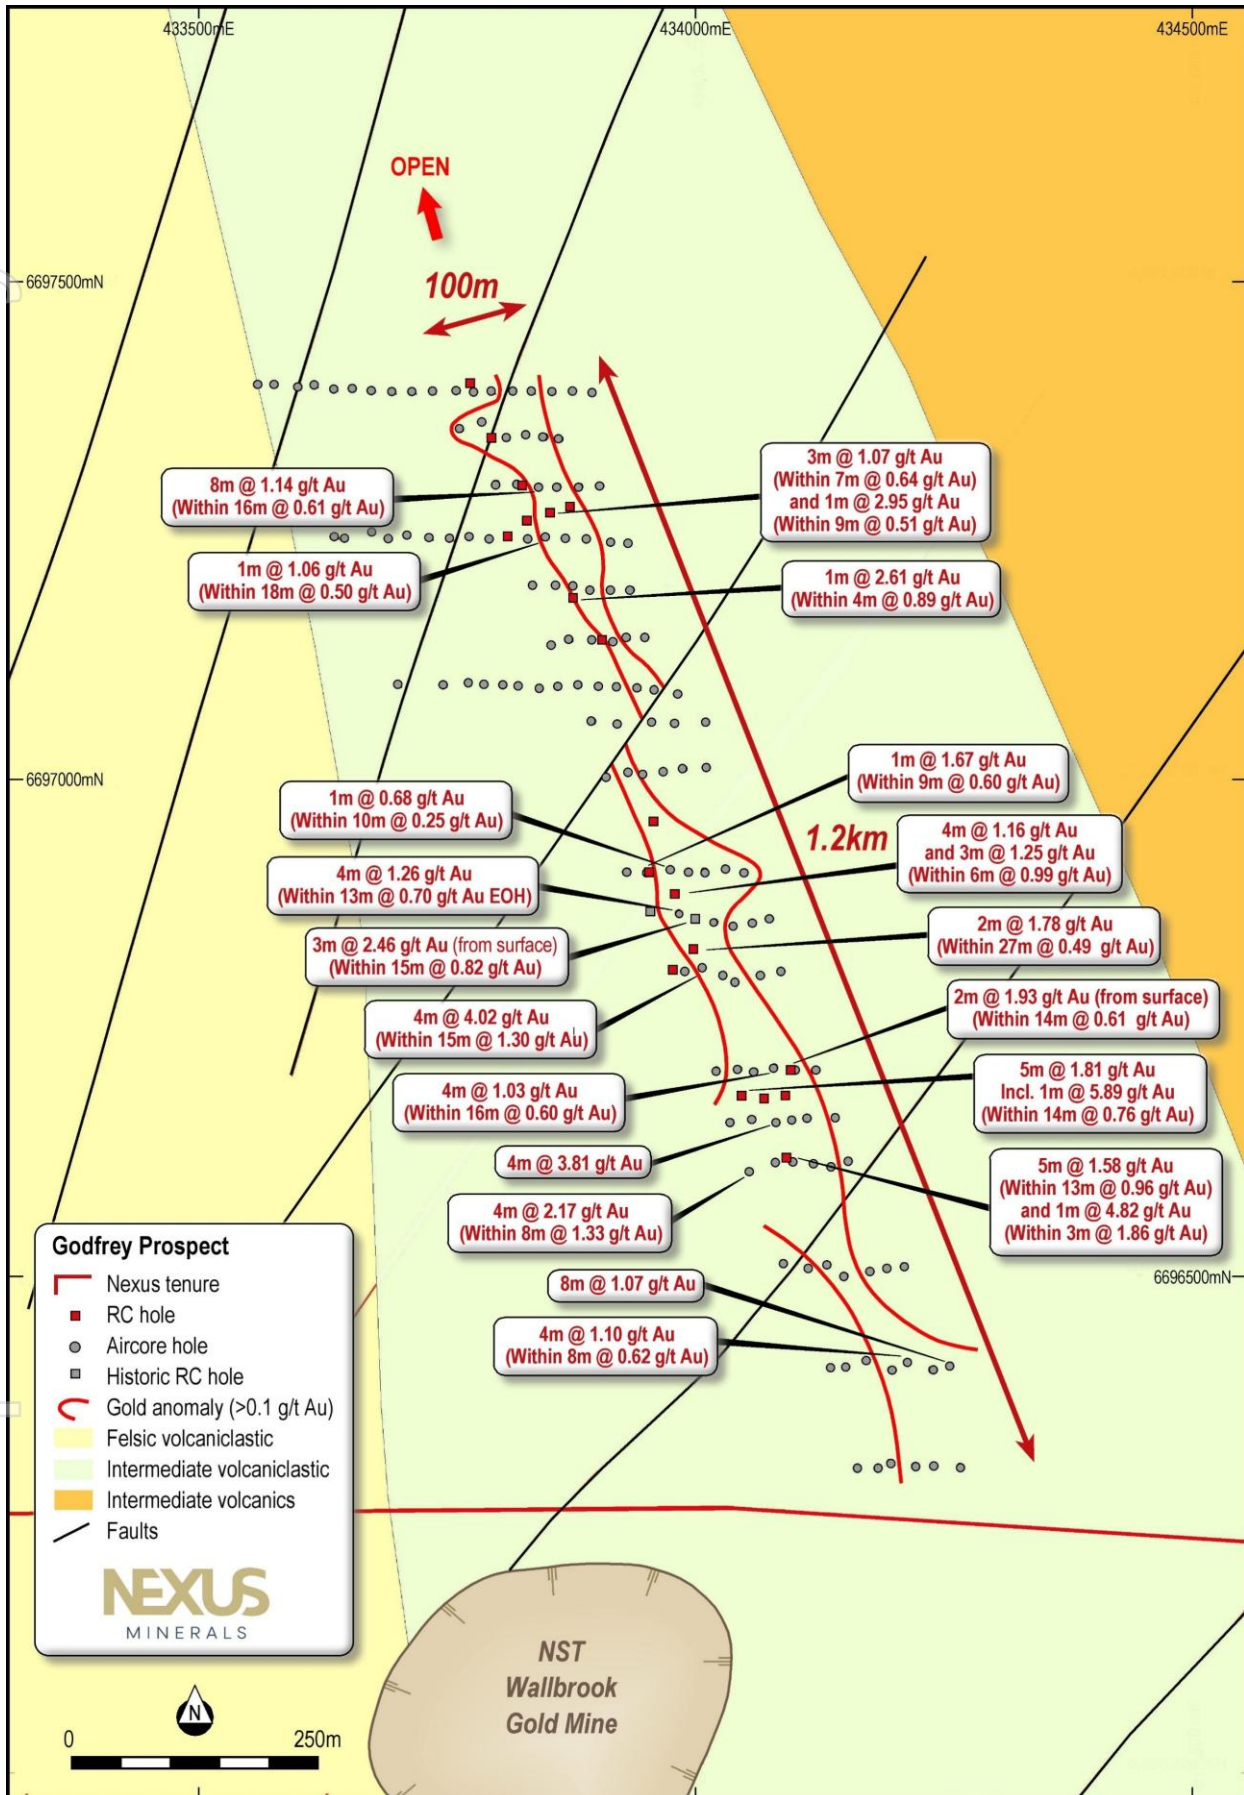 433500mE
434000mE
434500mE
OPEN
6697500mN
100m
3m @ 1.07 g/t Au
(Within 7m @ 0.64 g/t Au)
and 1m @ 2.95 g/t Au
(Within 9m @ 0.51 g/t Au)
8m @ 1.14 g/t Au
(Within 16m @ 0.61 g/t Au)
1m @ 1.06 g/t Au
(Within 18m @ 0.50 g/t Au)
1m @ 2.61 g/t Au
(Within 4m @ 0.89 g/t Au)
6697000mN
1m @ 1.67 g/t Au
(Within 9m @ 0.60 g/t Au)
1m @ 0.68 g/t Au
(Within 10m @ 0.25 g/t Au)
1.2km
4m @ 1.16 g/t Au
and 3m @ 1.25 g/t Au
(Within 6m @ 0.99 g/t Au)
4m @ 1.26 g/t Au
(Within 13m @ 0.70 g/t Au EOH)
2m @ 1.78 g/t Au
(Within 27m @ 0.49 g/t Au)
3m @ 2.46 g/t Au (from surface)
(Within 15m @ 0.82 g/t Au)
2m @ 1.93 g/t Au (from surface)
(Within 14m @ 0.61 g/t Au)
4m @ 4.02 g/t Au
(Within 15m @ 1.30 g/t Au)
5m @ 1.81 g/t Au
Incl. 1m @ 5.89 g/t Au
(Within 14m @ 0.76 g/t Au)
4m @ 1.03 g/t Au
(Within 16m @ 0.60 g/t Au)
4m @ 3.81 g/t Au
5m @ 1.58 g/t Au
(Within 13m @ 0.96 g/t Au)
and 1m @ 4.82 g/t Au
(Within 3m @ 1.86 g/t Au)
4m @ 2.17 g/t Au
(Within 8m @ 1.33 g/t Au)
6696500mN
8m @ 1.07 g/t Au
4m @ 1.10 g/t Au
(Within 8m @ 0.62 g/t Au)
Godfrey Prospect
Nexus tenure
RC hole
Aircore hole
Historic RC hole
Gold anomaly (>0.1 g/t Au)
Felsic volcaniclastic
Intermediate volcaniclastic
Intermediate volcanics
Faults
NEXUS
MINERALS
NST
Wallbrook
Gold Mine
N
0
250m